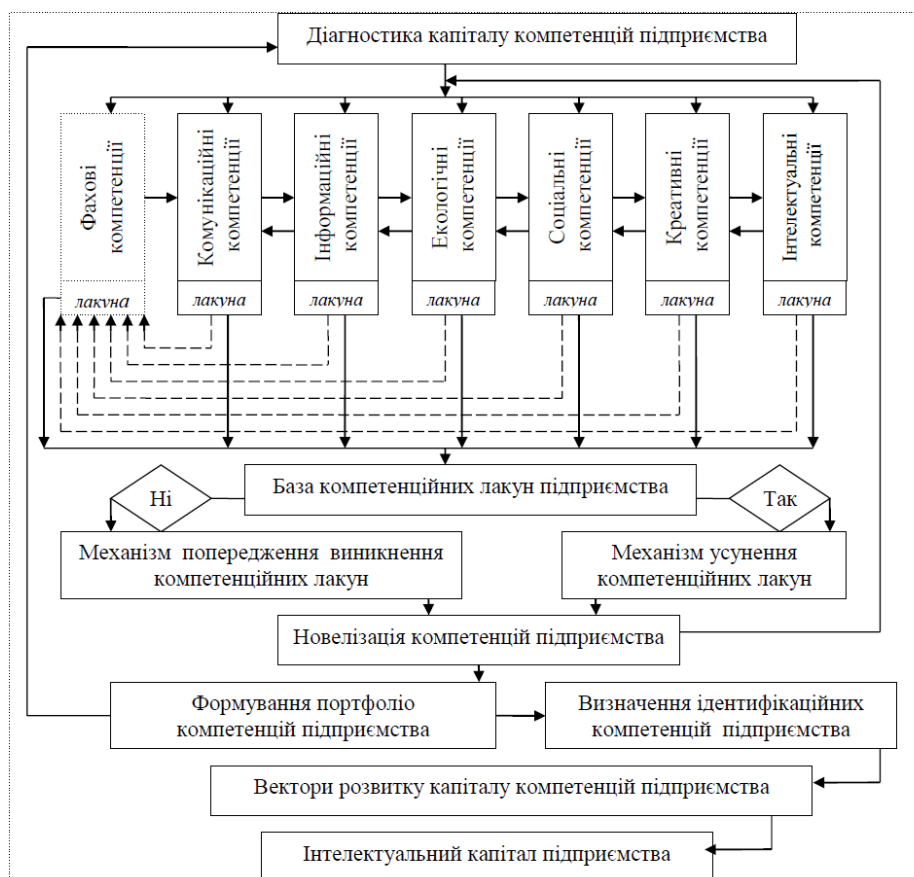 Діагностика капіталу компетенцій підприємства
Фахові
компетенції
Комунікаційні
компетенції
Інформаційні
компетенції
Екологічні
компетенції
Соціальні
компетенції
Креативні
компетенції
Інтелектуальні
компетенції
лакуна
лакуна
лакуна
лакуна
лакуна
лакуна
лакуна
База компетенційних лакун підприємства
Ні
Так
Механізм попередження виникнення
компетенційних лакун
Механізм усунення
компетенційних лакун
Новелізація компетенцій підприємства
Формування портфоліо
компетенцій підприємства
Визначення ідентифікаційних
компетенцій підприємства
Вектори розвитку капіталу компетенцій підприємства
Інтелектуальний капітал підприємства